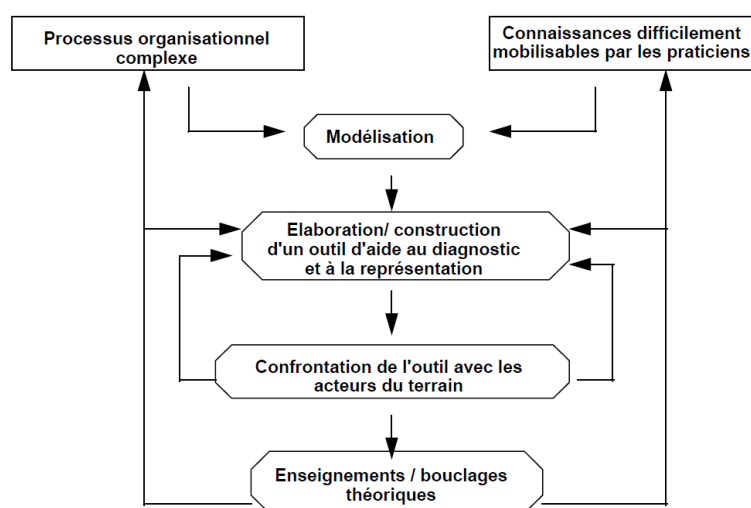 Processus organisationnel
complexe
Connaissances difficilement
mobilisables par les praticiens
Modélisation
Elaboration/ construction
d'un outil d'aide au diagnostic
et à la représentation
Confrontation de l'outil avec les
acteurs du terrain
Enseignements / bouclages
théoriques